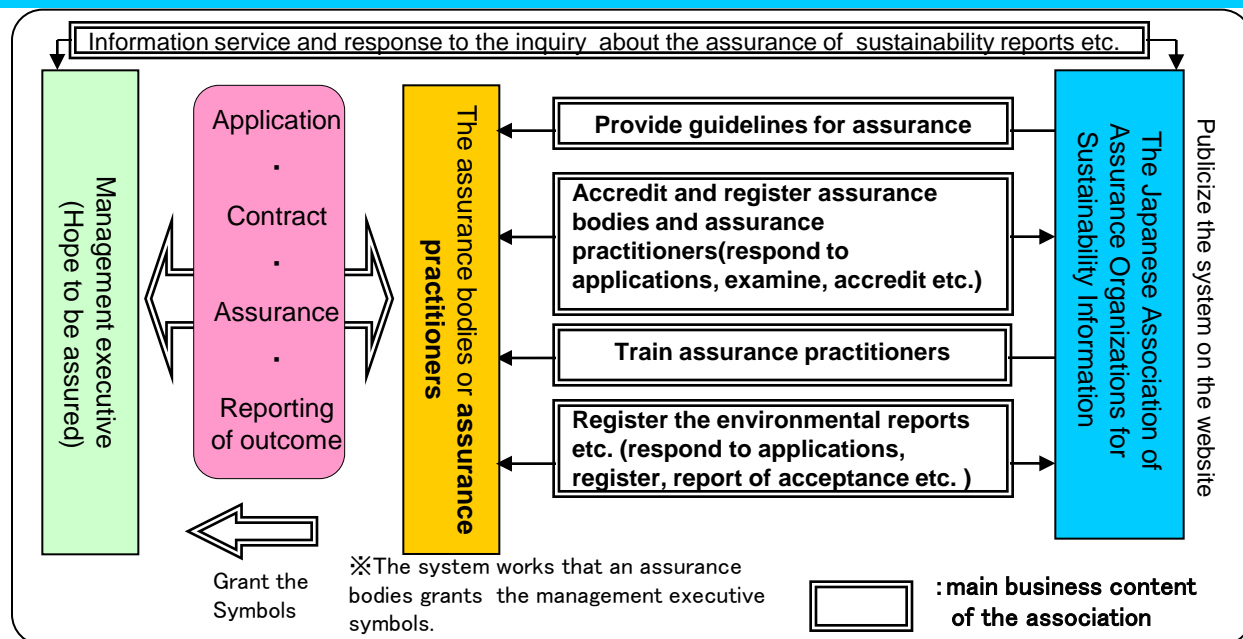 Information service and response to the inquiry about the assurance of sustainability reports etc.
Management executive
(Hope to be assured)
Application
・
Contract
・
Assurance
・
Reporting
of outcome
The assurance bodies or assurance
practitioners
Provide guidelines for assurance
Accredit and register assurance
bodies and assurance
practitioners(respond to
applications, examine, accredit etc.)
Train assurance practitioners
Register the environmental reports
etc. (respond to applications,
register, report of acceptance etc. )
The Japanese Association of
Assurance Organizations for
Sustainability Information
Publicize the system on the website
Grant the
Symbols
※The system works that an assurance
bodies grants the management executive
symbols.
:main business content
of the association